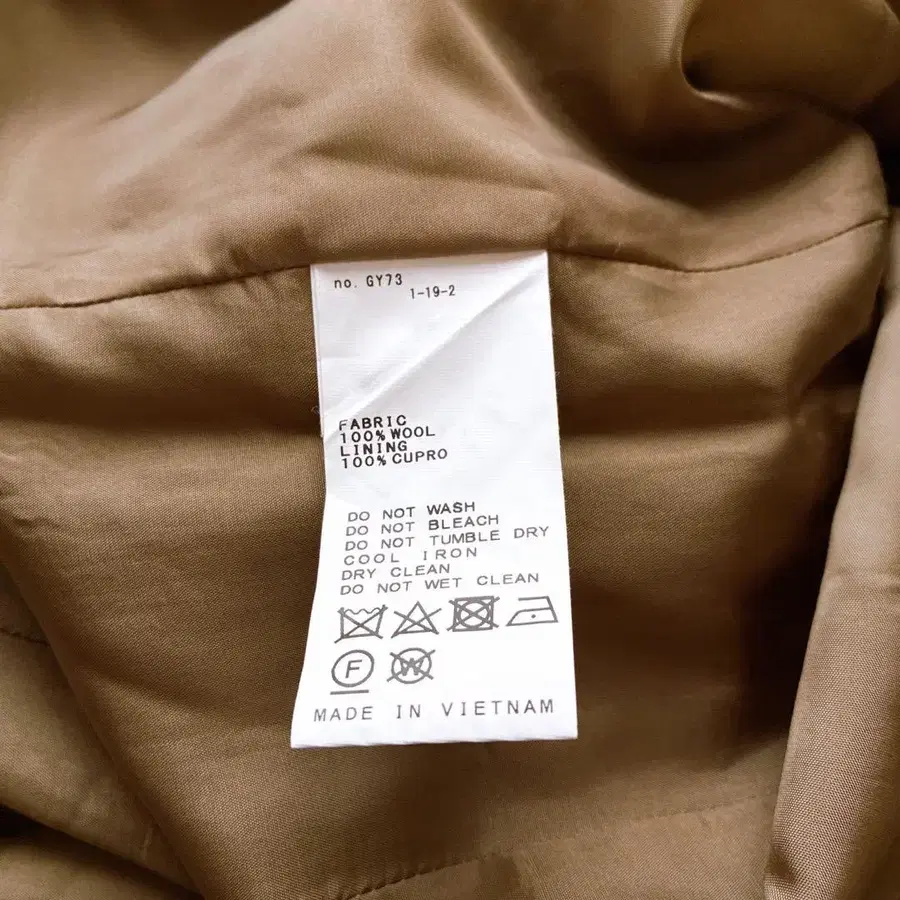 no. GY73
1-19-2
FABRIC
100% WOOL
LINING
100% CUPRO
DO NOT WASH
DO NOT BLEACH
DO NOT TUMBLE DRY
COOL IRON
DRY CLEAN
DO NOT WET CLEAN
F W
MADE IN VIETNAM